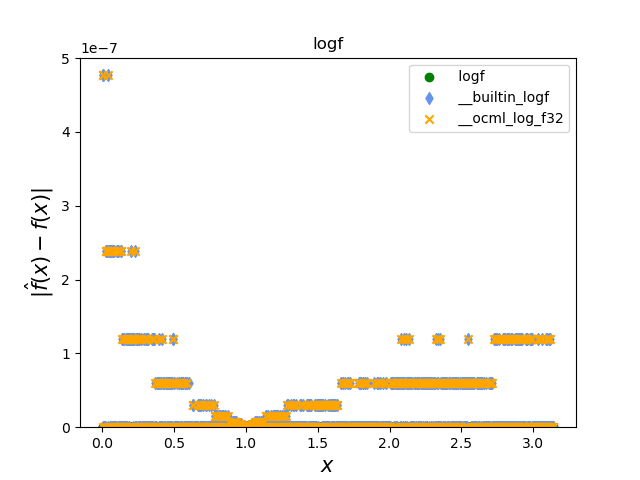 logf
1e−7
5
4
3
2
1
0
|f̂(x) − f(x)|
logf
__builtin_logf
__ocml_log_f32
0.0 0.5 1.0 1.5 2.0 2.5 3.0
x